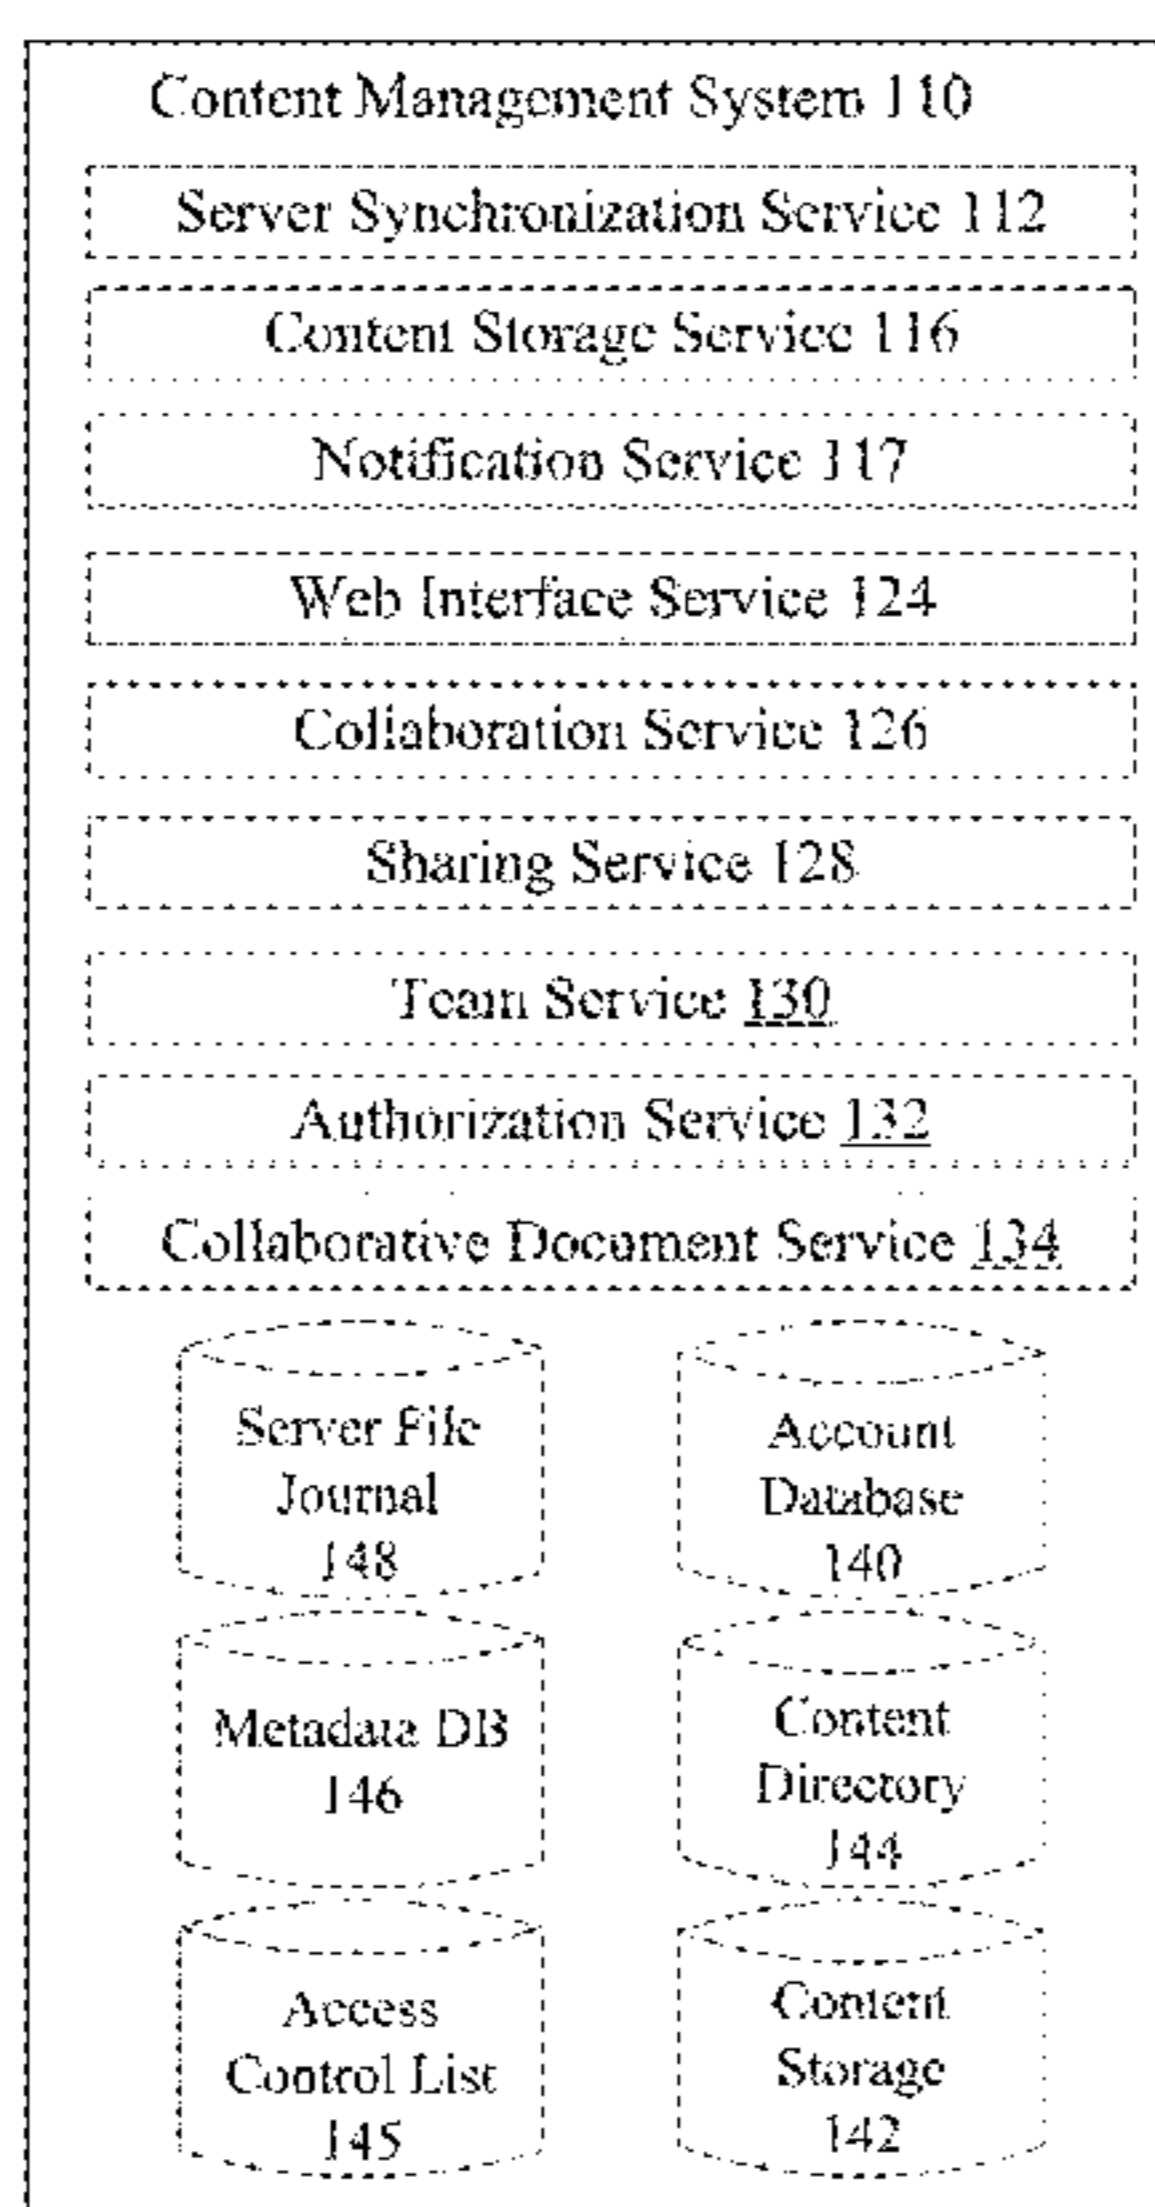 Content Management System 110
Server Synchronization Service 112
Content Storage Service 116
Notification Service 117
Web Interface Service 124
Collaboration Service 126
Sharing Service 128
Team Service 130
Authorization Service 132
Collaborative Document Service 134
Server File
Journal
148
Account
Database
140
Metadata DB
146
Content
Directory
144
Access
Control List
145
Content
Storage
142